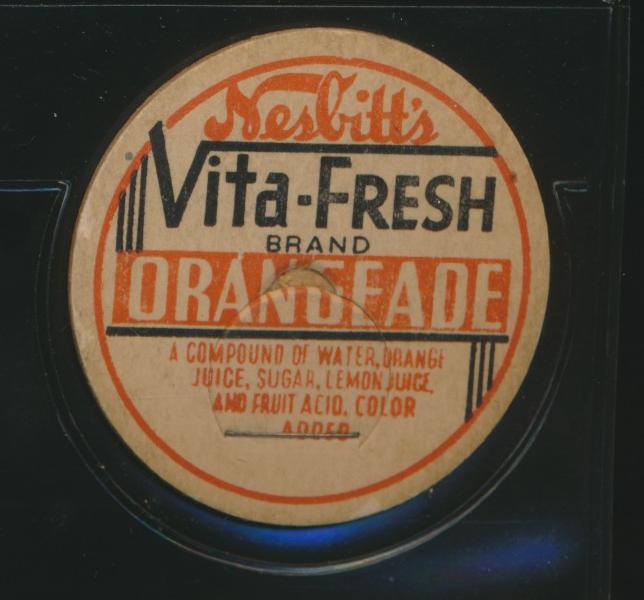 Nesbitt's
Vita-FRESH
BRAND
ORANGEADE
A COMPOUND OF WATER, ORANGE
JUICE, SUGAR, LEMON JUICE,
AND FRUIT ACID. COLOR
ADDED